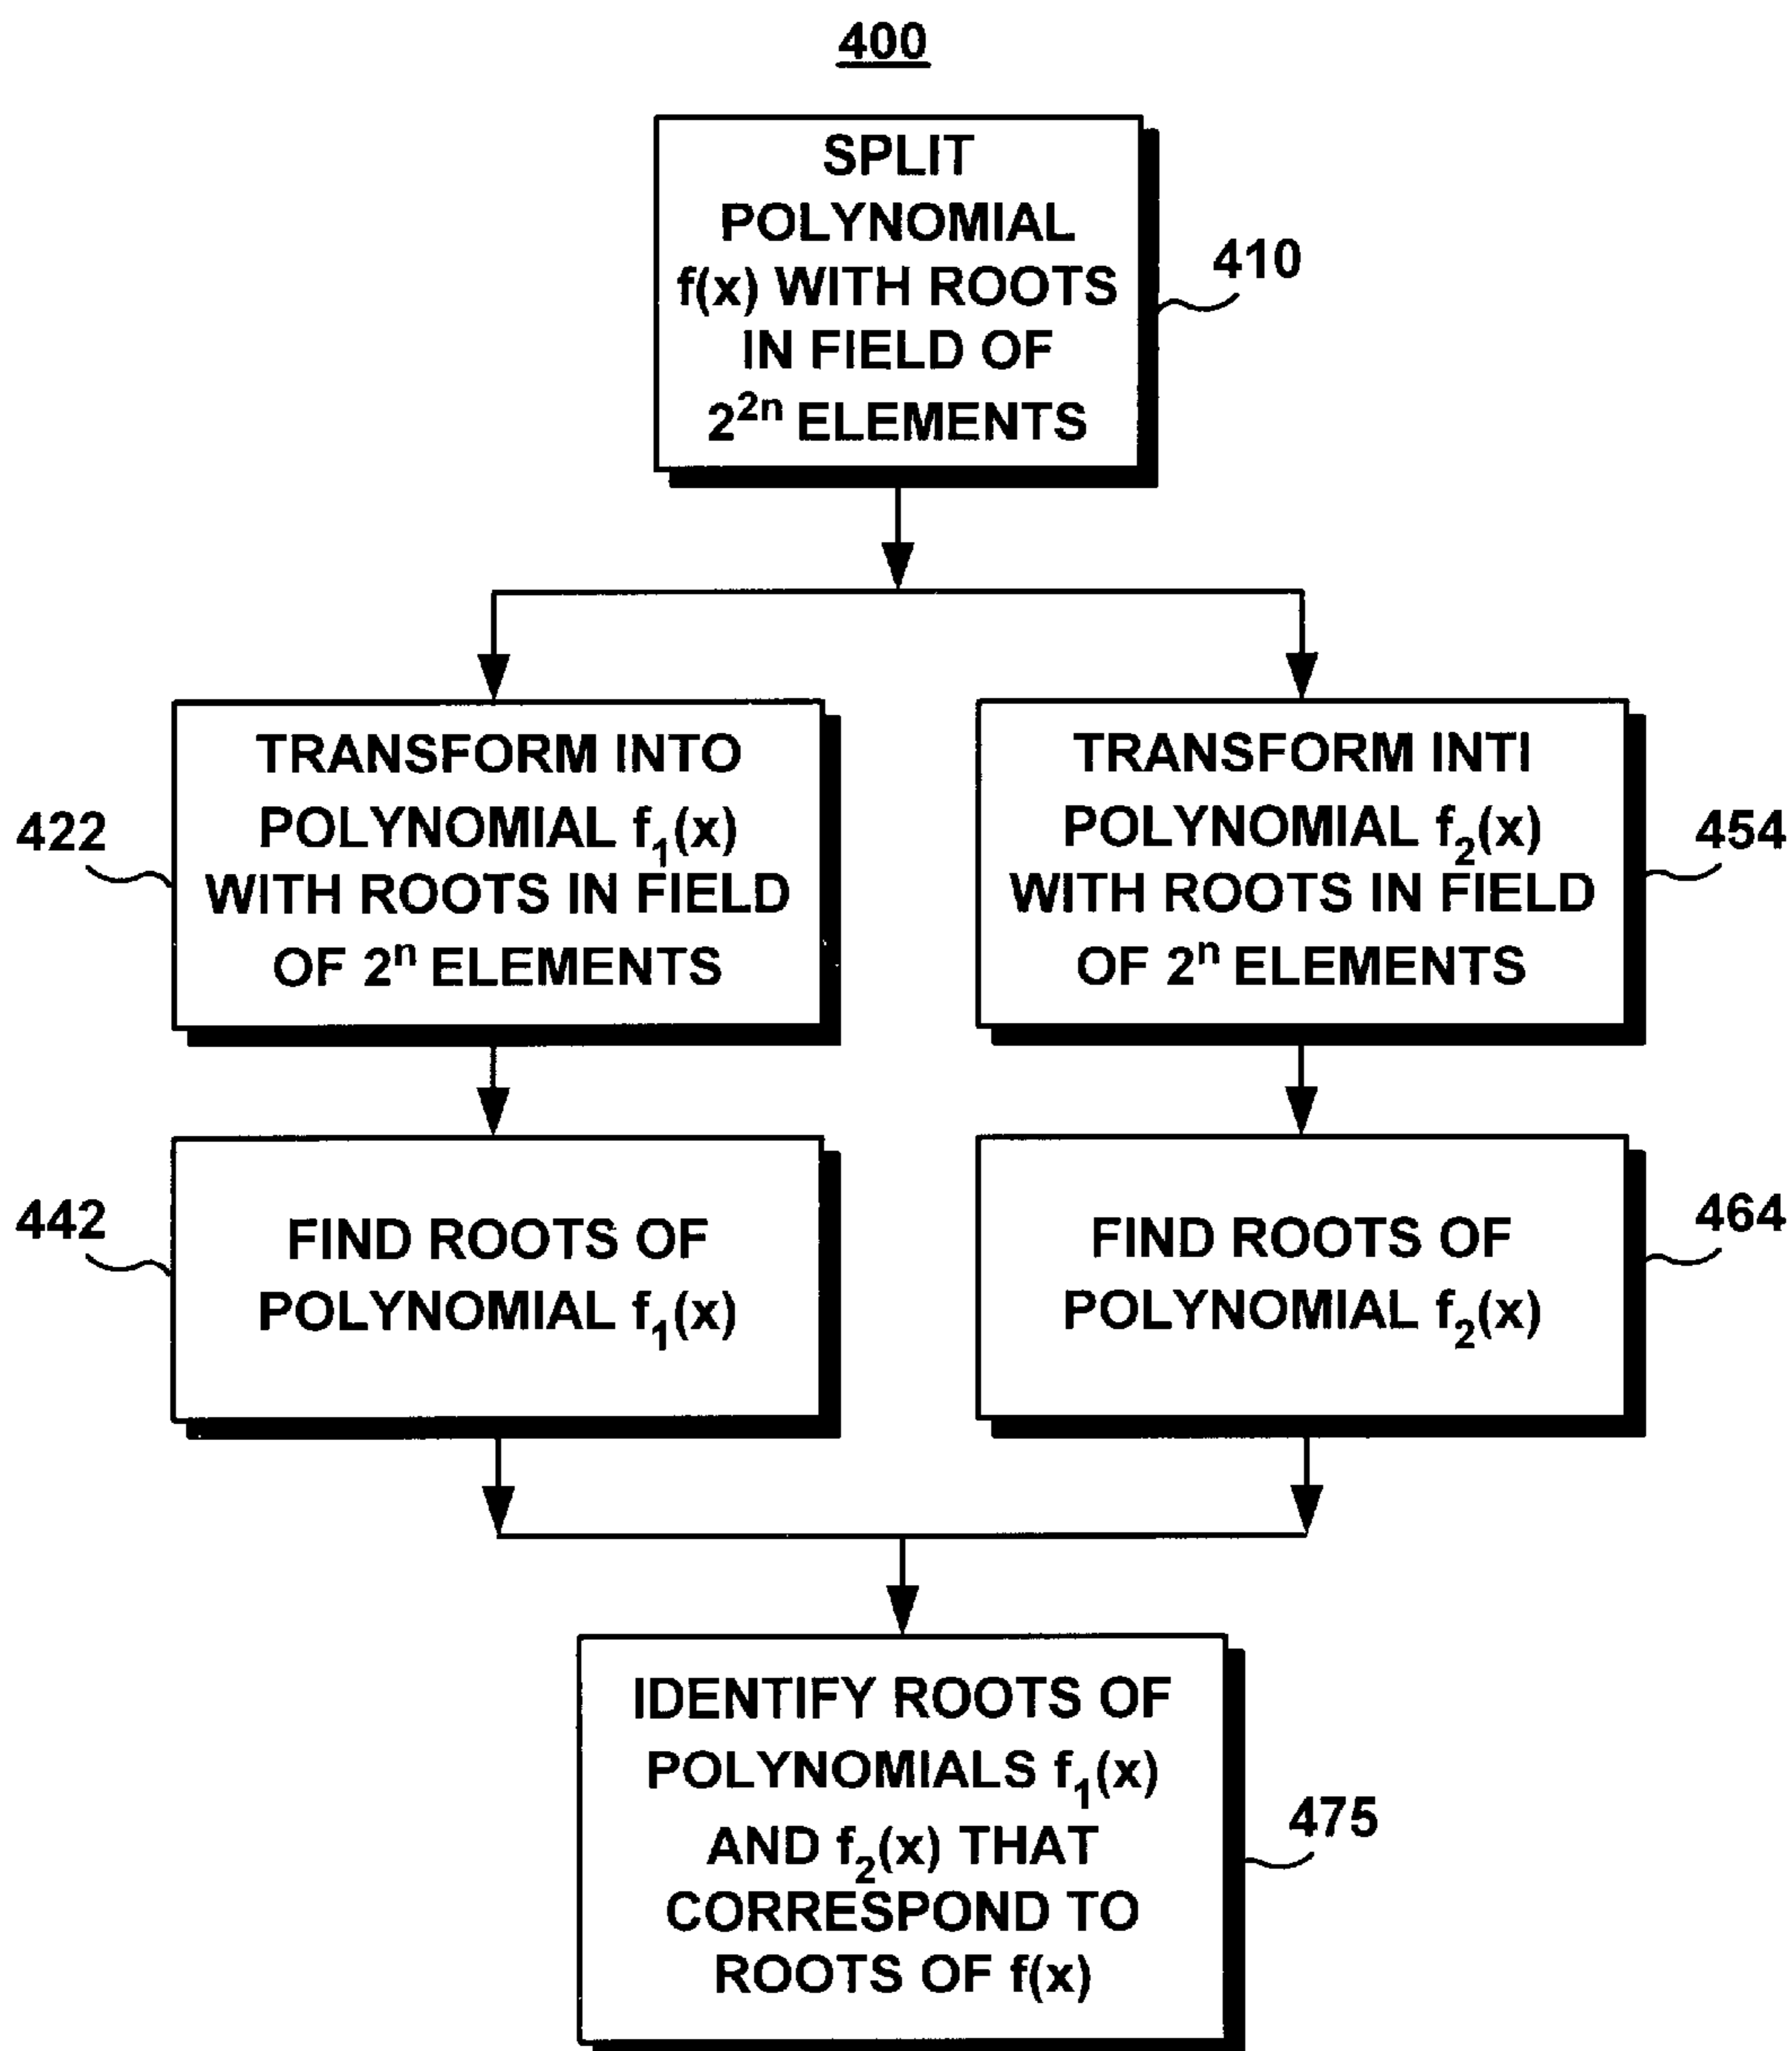 400
SPLIT
POLYNOMIAL
f(x) WITH ROOTS
IN FIELD OF
2²ⁿ ELEMENTS
410
TRANSFORM INTO
POLYNOMIAL f₁(x)
WITH ROOTS IN FIELD
OF 2ⁿ ELEMENTS
422
TRANSFORM INTI
POLYNOMIAL f₂(x)
WITH ROOTS IN FIELD
OF 2ⁿ ELEMENTS
454
FIND ROOTS OF
POLYNOMIAL f₁(x)
442
FIND ROOTS OF
POLYNOMIAL f₂(x)
464
IDENTIFY ROOTS OF
POLYNOMIALS f₁(x)
AND f₂(x) THAT
CORRESPOND TO
ROOTS OF f(x)
475